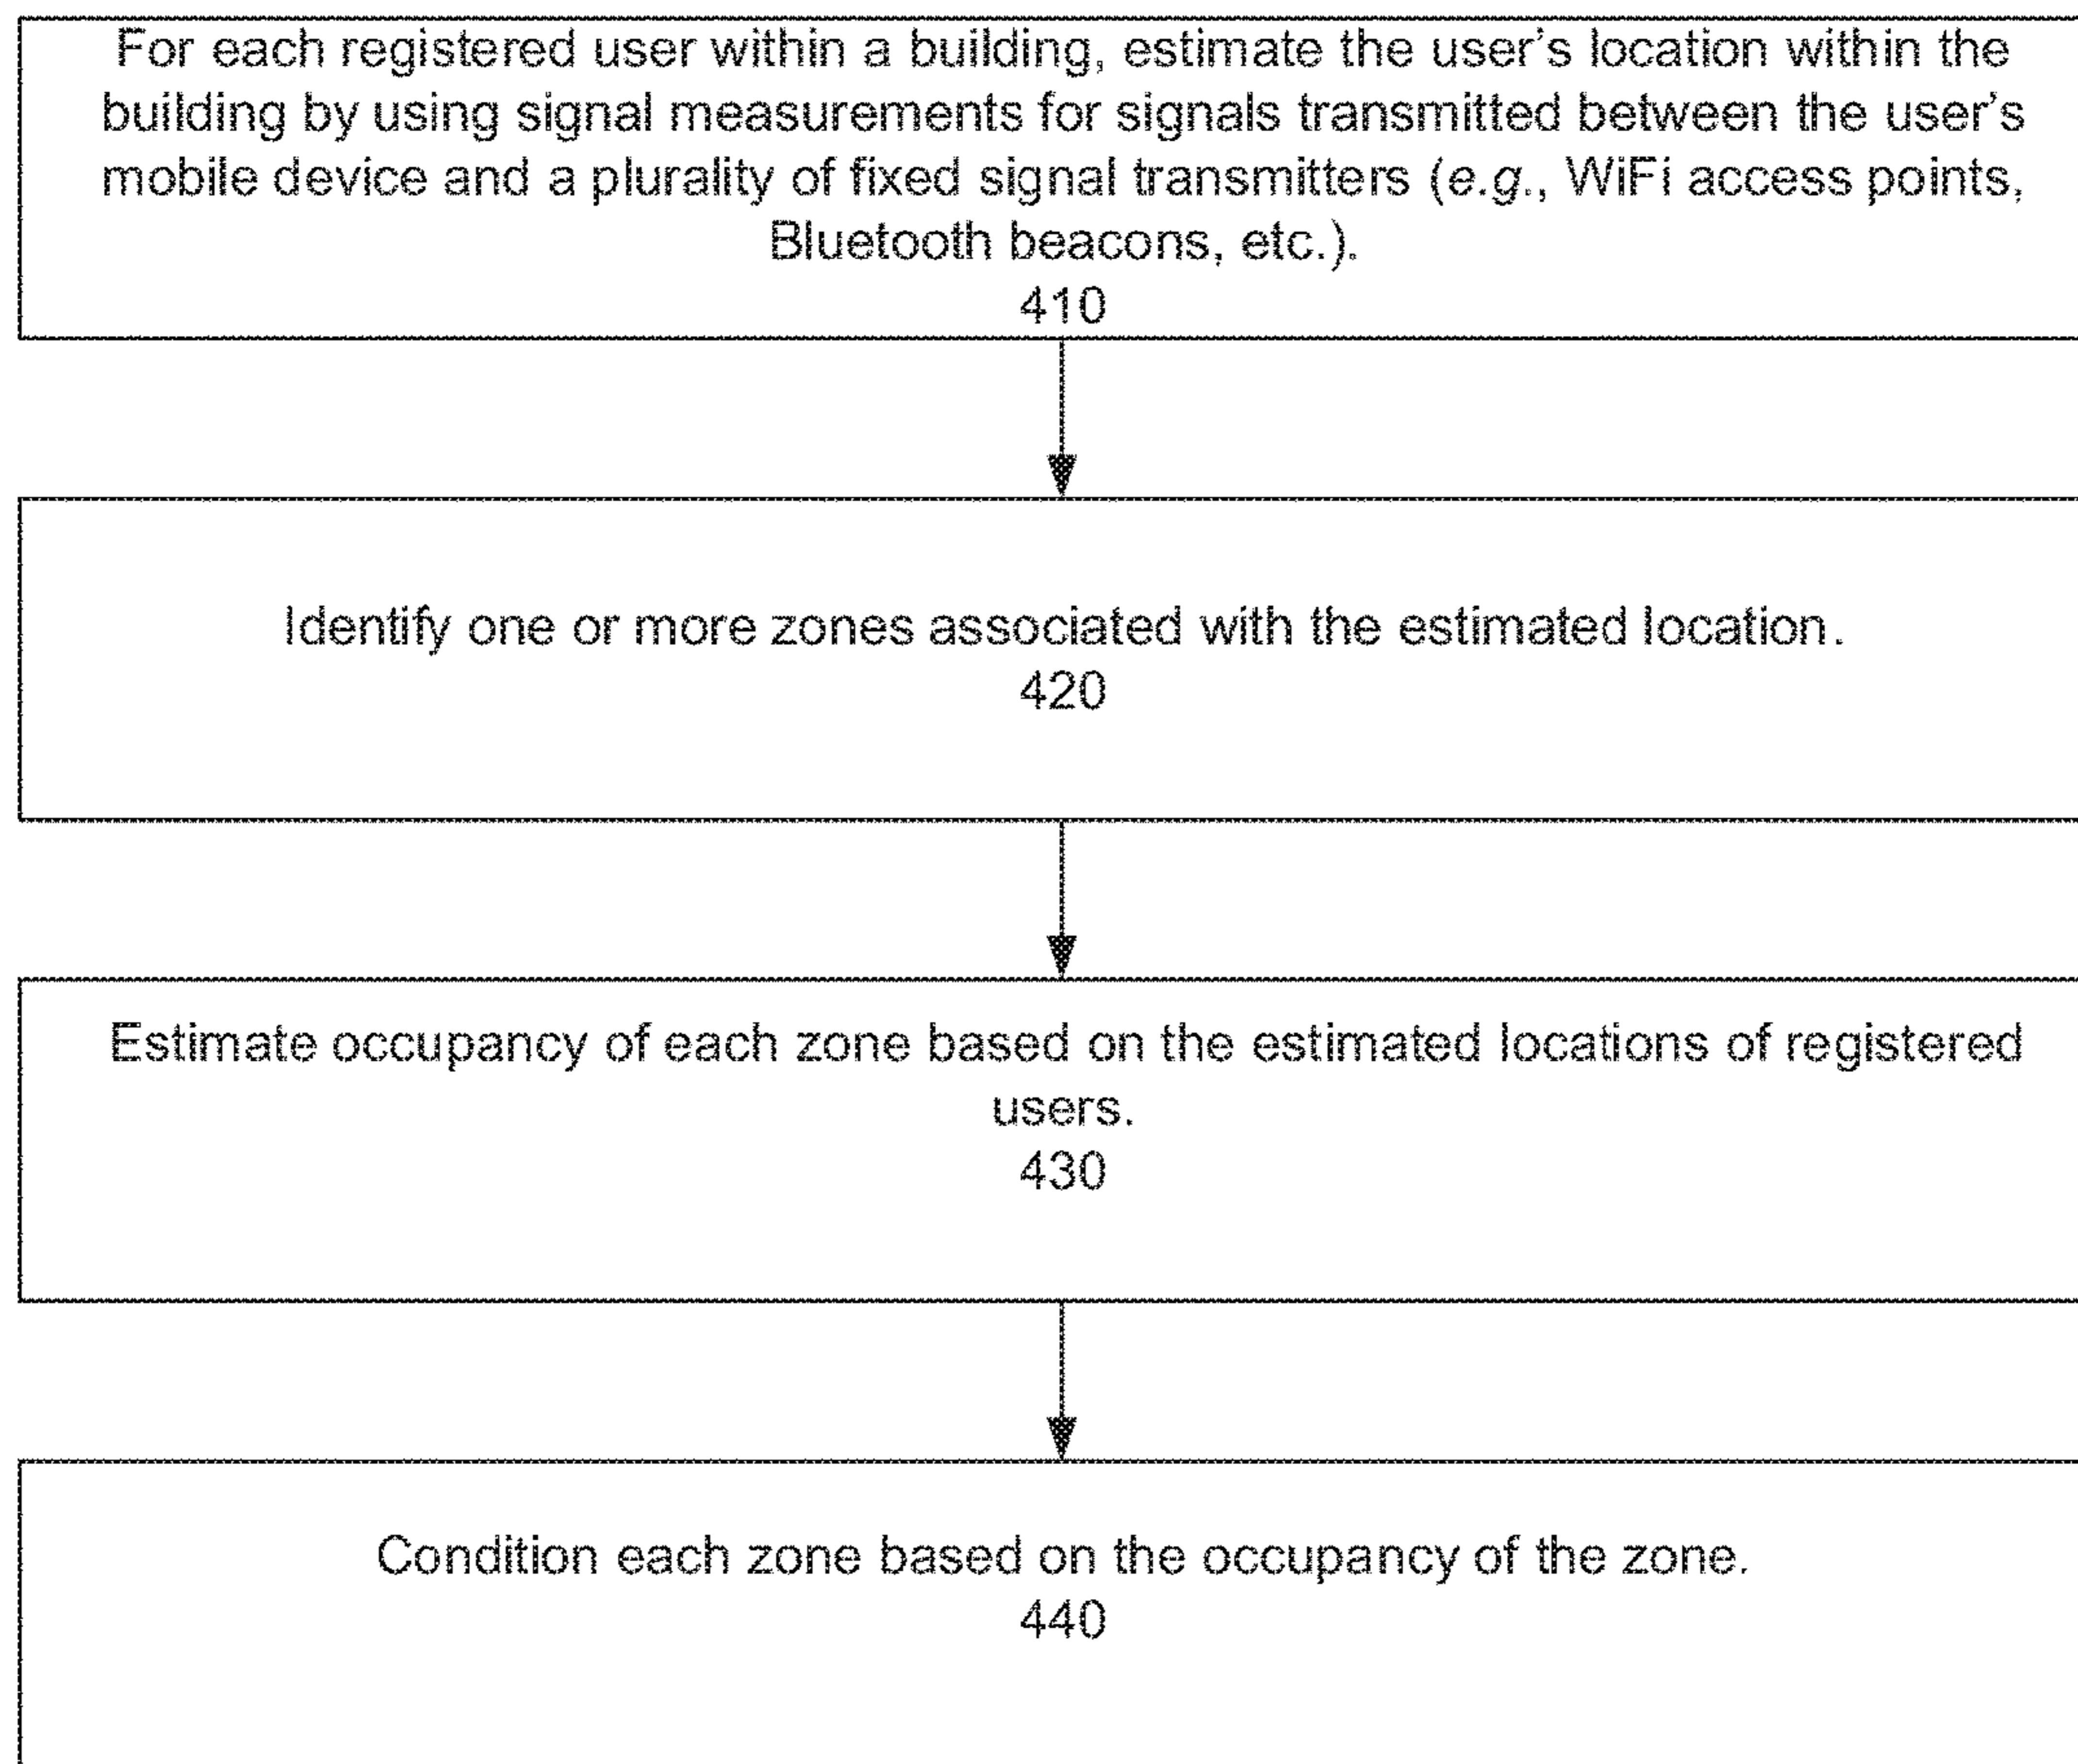 For each registered user within a building, estimate the user's location within the
building by using signal measurements for signals transmitted between the user's
mobile device and a plurality of fixed signal transmitters (e.g., WiFi access points,
Bluetooth beacons, etc.).
410
Identify one or more zones associated with the estimated location.
420
Estimate occupancy of each zone based on the estimated locations of registered
users.
430
Condition each zone based on the occupancy of the zone.
440